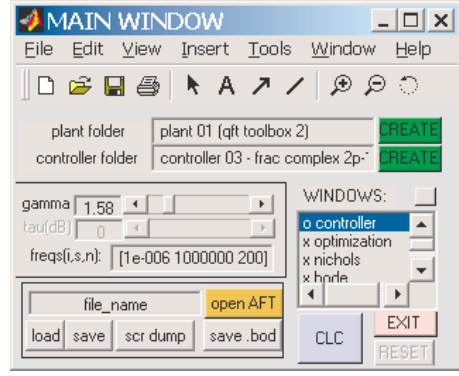 MAIN WINDOW
File Edit View Insert Tools Window Help
A
plant folder plant 01 (qft toolbox 2) CREATE
controller folder controller 03 - frac complex 2p- CREATE
gamma 1.58
tau(dB) 0
freqs(i,s,n): [1e-006 1000000 200]
WINDOWS:
o controller
x optimization
x nichols
x bode
file_name open AFT
load save scr dump save .bod
CLC
EXIT
RESET